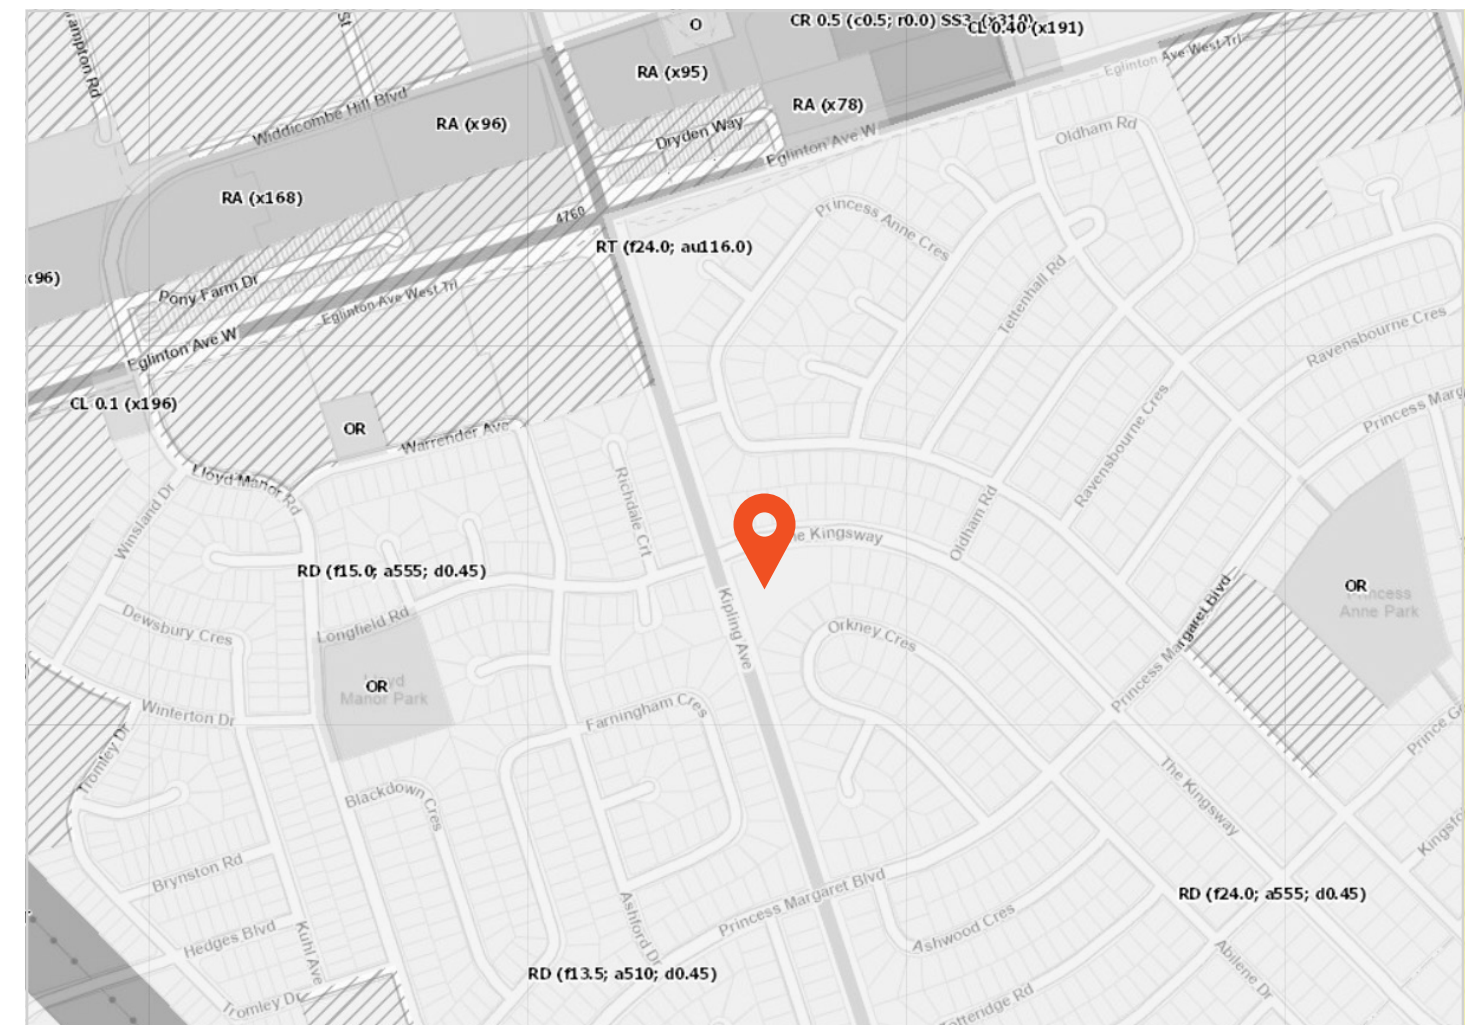 CR 0.5 (c0.5; r0.0) SS3 (x310)
CL 0.40 (x191)
O
St
Eglinton Ave West Trl
RA (x95)
RA (x78)
Widdicombe Hill Blvd
RA (x96)
Dryden Way
Oldham Rd
Eglinton Ave W
RA (x168)
4760
Princess Anne Cres
RT (f24.0; au116.0)
Tettenhall Rd
Pony Farm Dr
Eglinton Ave West Trl
Ravensbourne Cres
Eglinton Ave W
CL 0.1 (x196)
OR
Warrender Ave
Ravensbourne Cres
Princess Marg
Lloyd Manor Rd
Winsland Dr
Richdale Crt
Oldham Rd
Kingsway
RD (f15.0; a555; d0.45)
OR
Princess
Anne Park
Dewsbury Cres
Longfield Rd
Kipling Ave
Orkney Cres
Princess Margaret Blvd
OR
Lloyd
Manor Park
Winterton Dr
Farningham Cres
Tromley Dr
The Kingsway
Blackdown Cres
Brynston Rd
Princess Margaret Blvd
RD (f24.0; a555; d0.45)
Ashford Dr
Ashwood Cres
Hedges Blvd
Kuhl Ave
Abilene Dr
RD (f13.5; a510; d0.45)
Tromley Dr